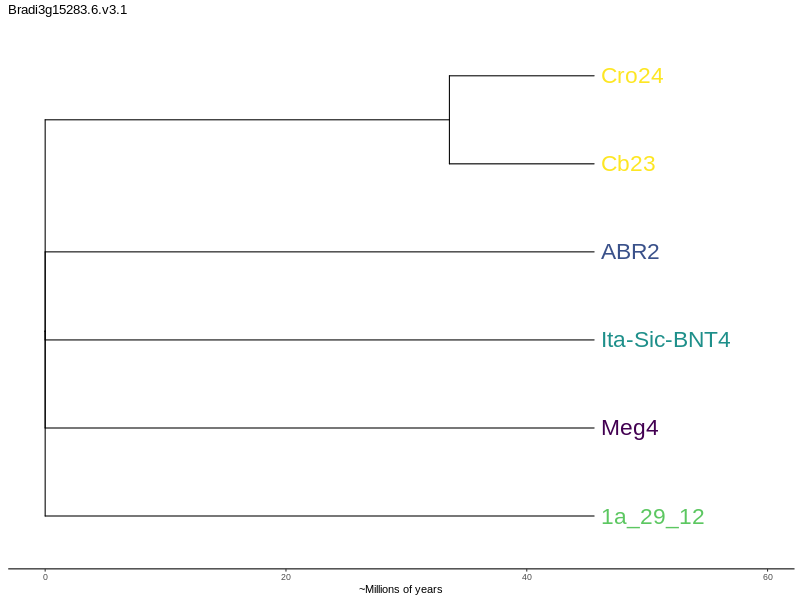 Bradi3g15283.6.v3.1
Cro24
Cb23
ABR2
Ita-Sic-BNT4
Meg4
1a_29_12
0 20 40 60
~Millions of years